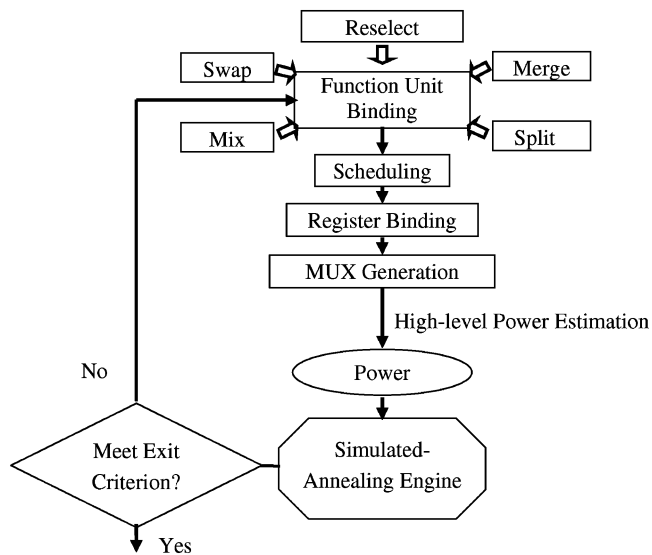 Reselect
Swap
Merge
Function Unit
Binding
Mix
Split
Scheduling
Register Binding
MUX Generation
High-level Power Estimation
No
Power
Meet Exit
Criterion?
Simulated-
Annealing Engine
Yes